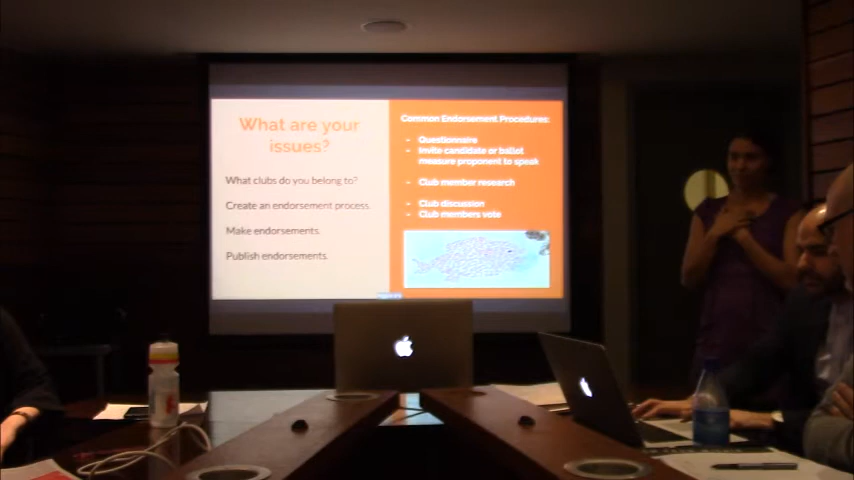 What are your
issues?
What clubs do you belong to?
Create an endorsement process.
Make endorsements.
Publish endorsements.
Common Endorsement Procedures:
- Questionnaire
- Invite candidate or ballot
measure proponent to speak
- Club member research
- Club discussion
- Club members vote